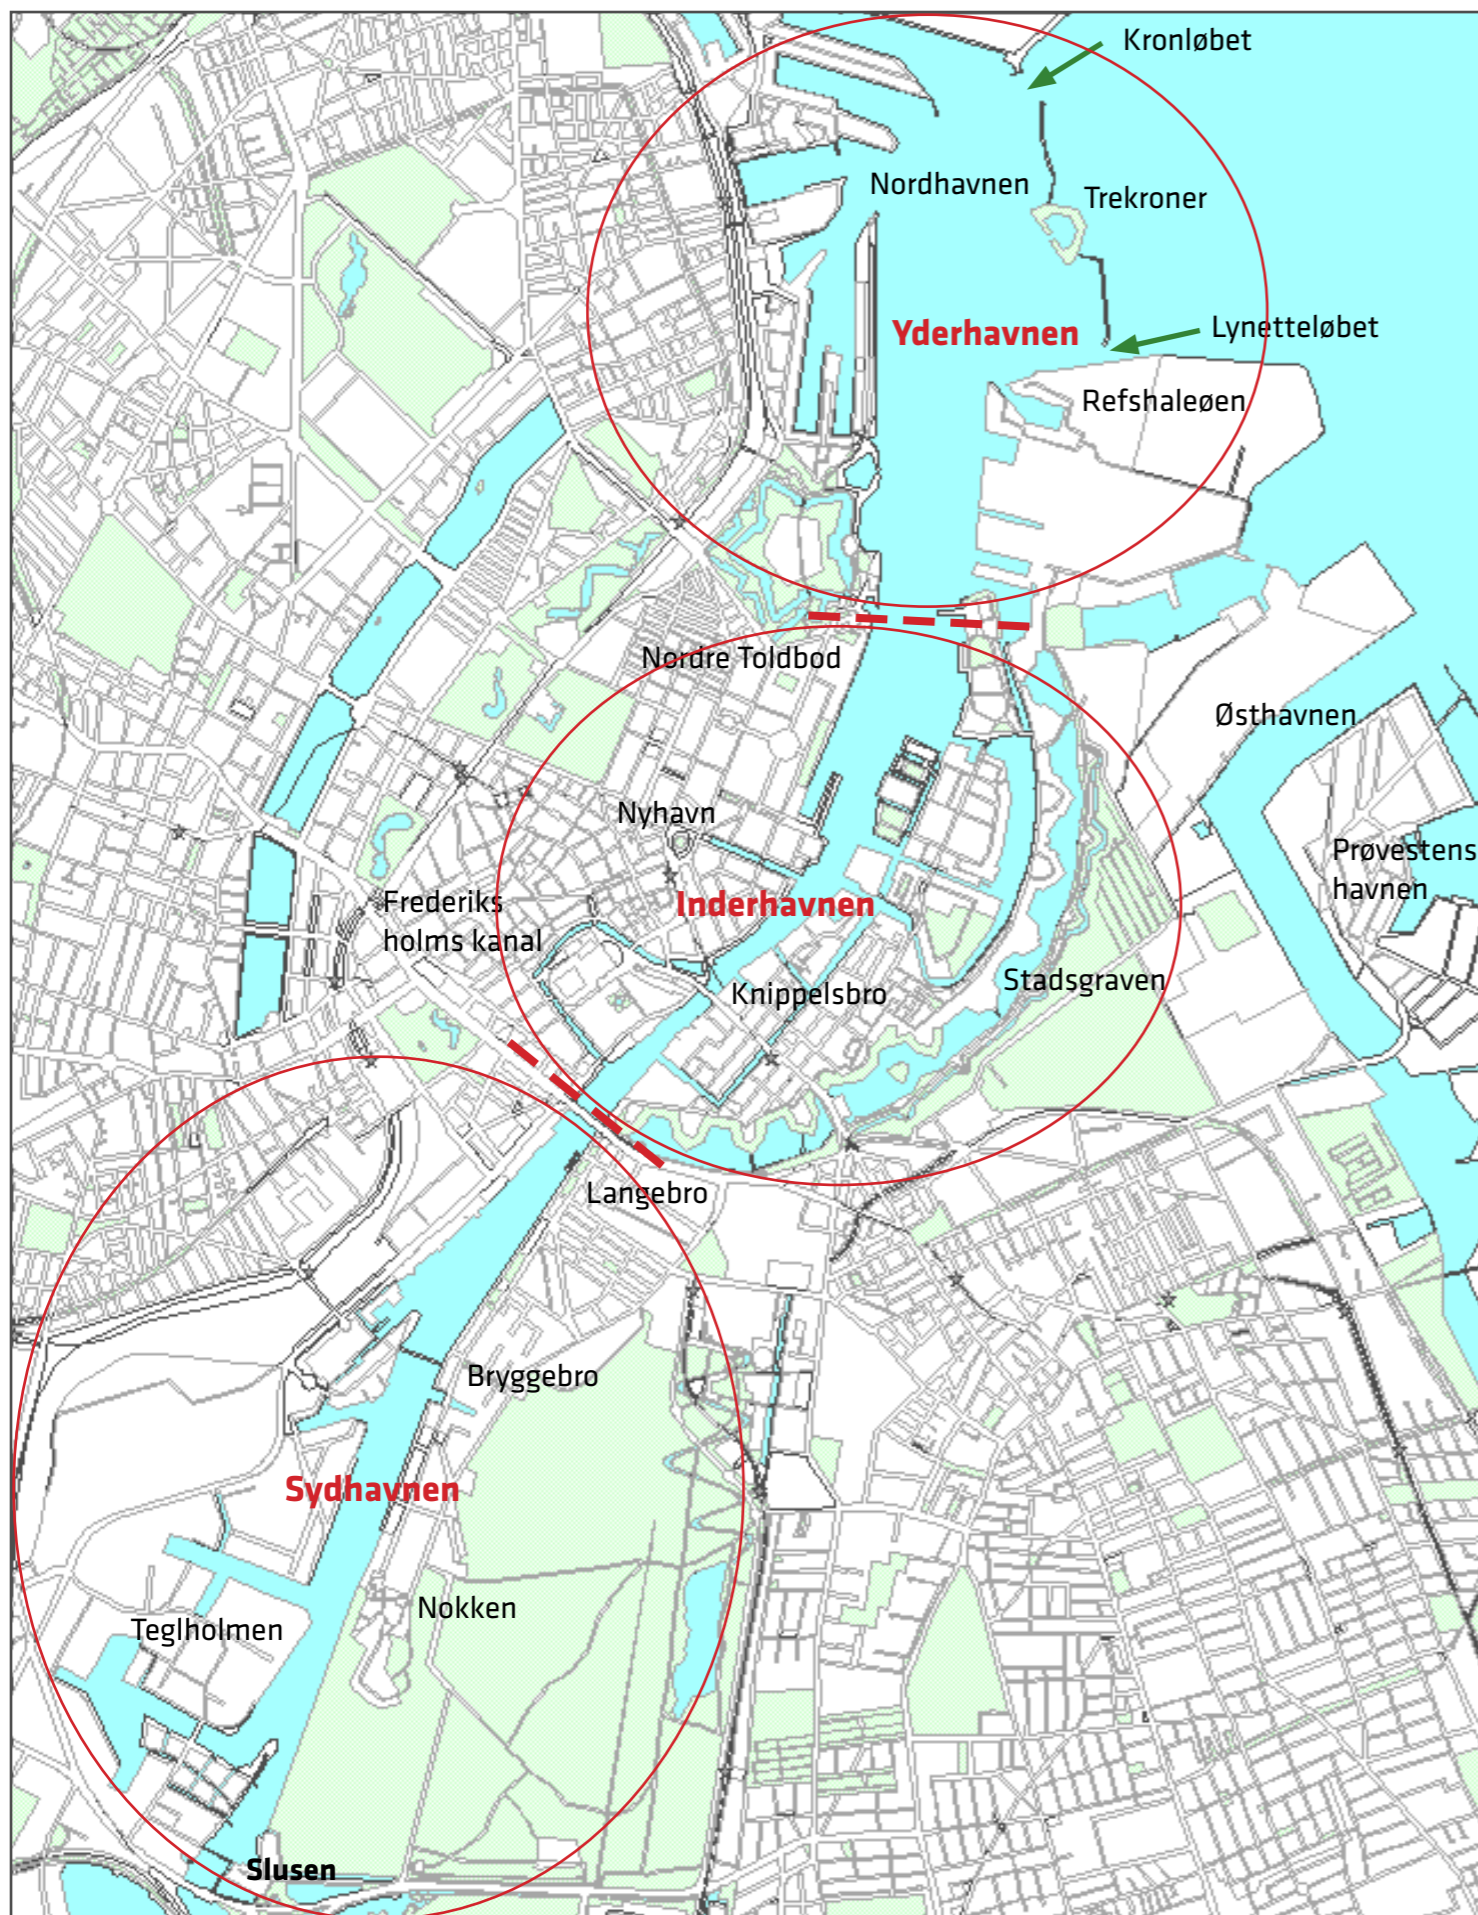 Kronløbet
Nordhavnen
Trekroner
Yderhavnen
Lynetteløbet
Refshaleøen
Nordre Toldbod
Østhavnen
Nyhavn
Prøvestens
havnen
Inderhavnen
Frederiks
holms kanal
Knippelsbro
Stadsgraven
Langebro
Bryggebro
Sydhavnen
Nokken
Teglholmen
Slusen